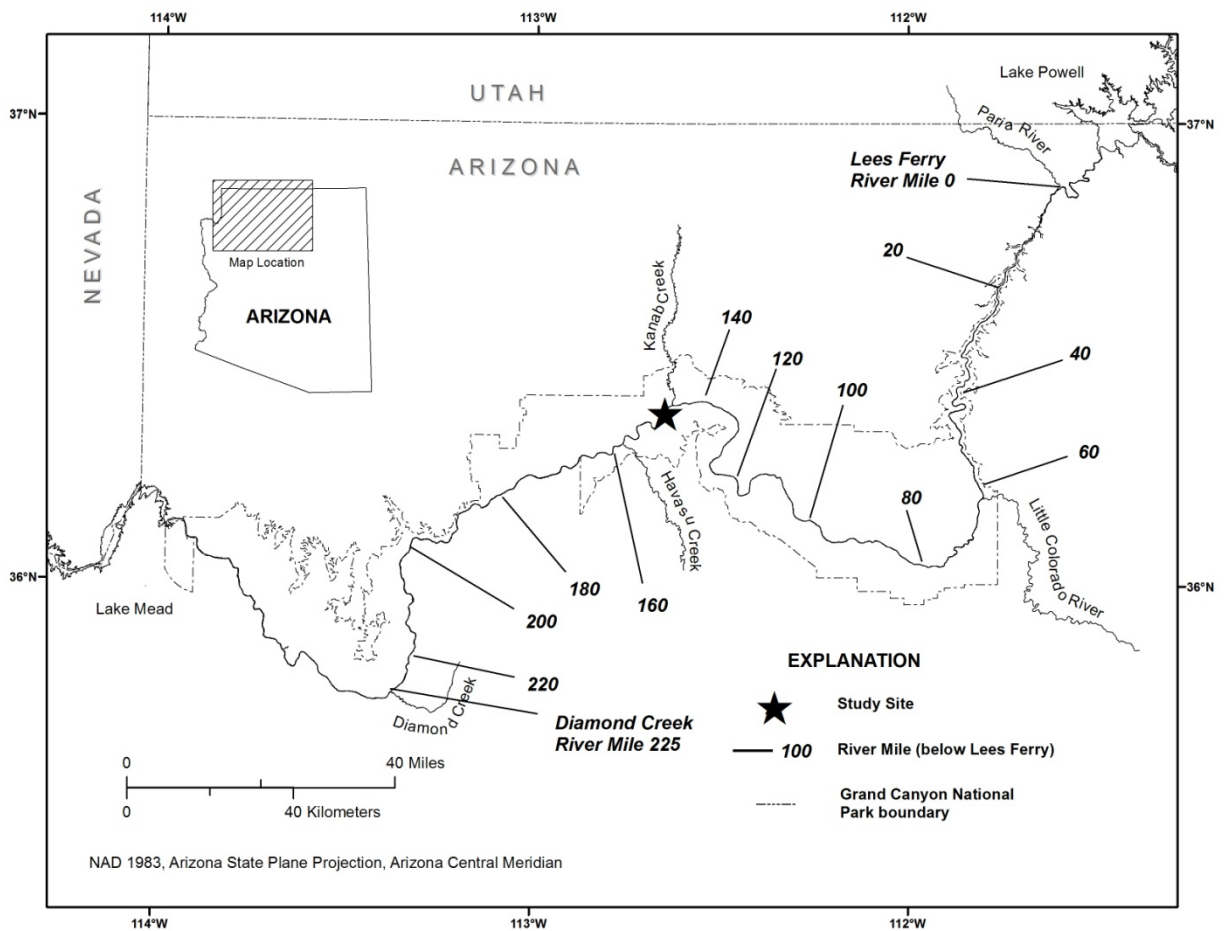 114°W
113°W
112°W
Lake Powell
UTAH
37°N
37°N
Paria River
ARIZONA
Lees Ferry
River Mile 0
NEVADA
20
Map Location
ARIZONA
Kanab Creek
140
120
100
40
60
80
Havasu Creek
Little Colorado River
36°N
36°N
Lake Mead
180
160
200
220
EXPLANATION
Study Site
Diamond Creek
Diamond Creek
River Mile 225
100
River Mile (below Lees Ferry)
0
40 Miles
0
40 Kilometers
Grand Canyon National
Park boundary
NAD 1983, Arizona State Plane Projection, Arizona Central Meridian
114°W
113°W
112°W